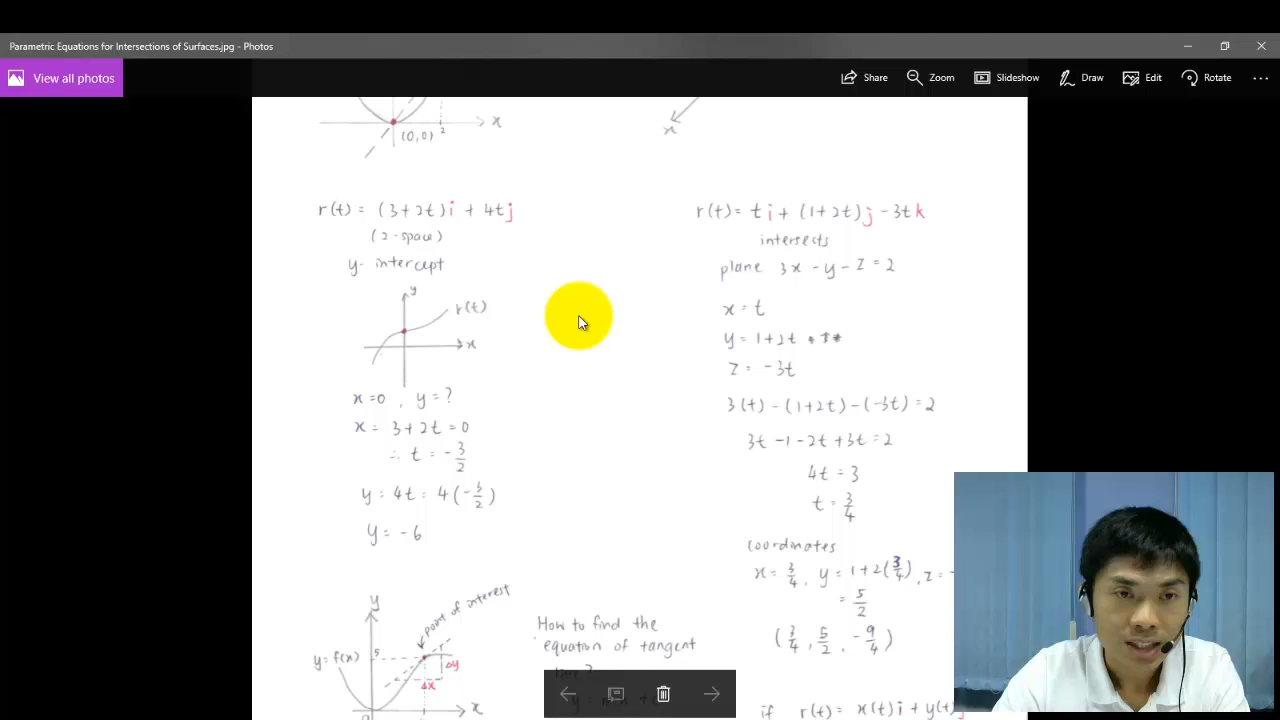 Parametric Equations for Intersections of Surfaces.jpg - Photos
View all photos
Share
Zoom
Slideshow
Draw
Edit
Rotate
x
(0,0)
2
x
r(t) = (3+2t)i + 4tj
(2-space)
y-intercept
y
r(t)
x
x=0, y=?
x = 3+2t = 0
∴ t = -3/2
y = 4t = 4(-3/2)
y = -6
r(t) = ti + (1+2t)j - 3tk
intersects
plane 3x - y - z = 2
x = t
y = 1+2t
z = -3t
3(t) - (1+2t) - (-3t) = 2
3t -1 - 2t + 3t = 2
4t = 3
t = 3/4
coordinates
x = 3/4, y = 1+2(3/4), z = -
= 5/2
(3/4, 5/2, -9/4)
y
point of interest
y=f(x)
5
Δy
Δx
x
How to find the
equation of tangent
if r(t) = x(t)i + y(t)j